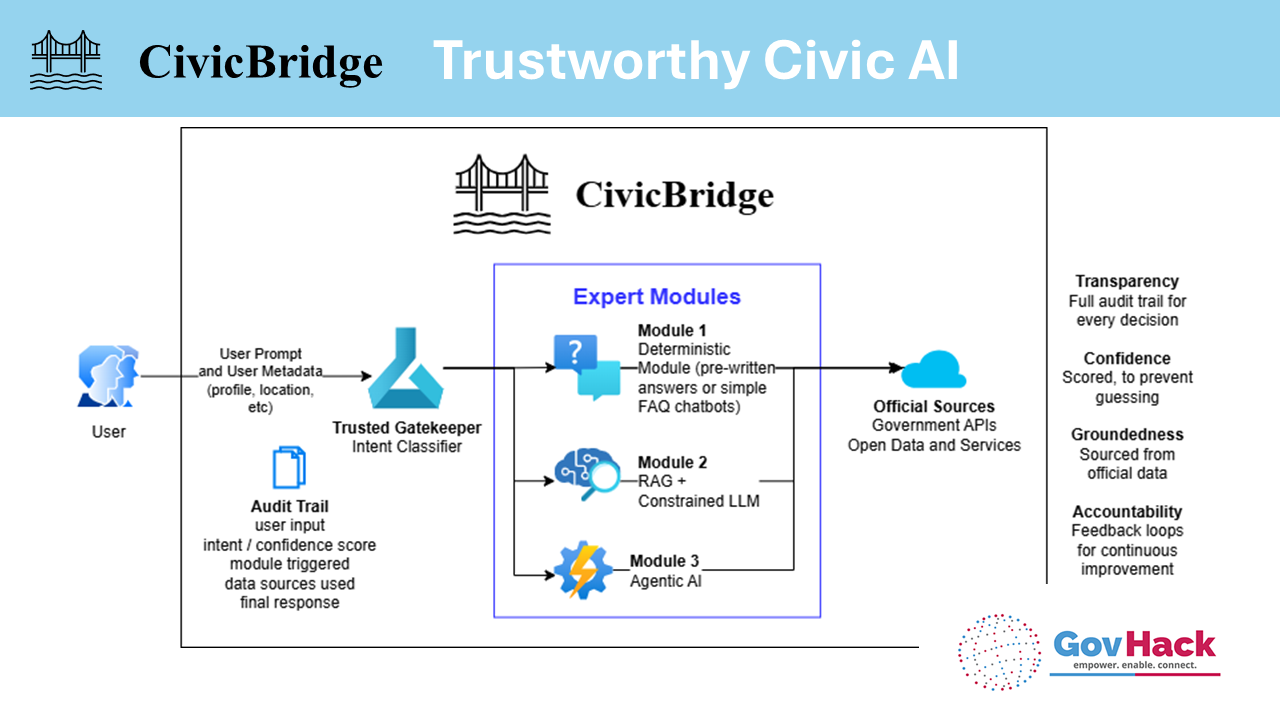 CivicBridge
Trustworthy Civic AI
CivicBridge
Expert Modules
User Prompt
and User Metadata
(profile, location,
etc)
User
Trusted Gatekeeper
Intent Classifier
Audit Trail
user input
intent / confidence score
module triggered
data sources used
final response
?
Module 1
Deterministic
Module (pre-written
answers or simple
FAQ chatbots)
Module 2
RAG +
Constrained LLM
Module 3
Agentic AI
Official Sources
Government APIs
Open Data and Services
Transparency
Full audit trail for
every decision
Confidence
Scored, to prevent
guessing
Groundedness
Sourced from
official data
Accountability
Feedback loops
for continuous
improvement
GovHack
empower. enable. connect.